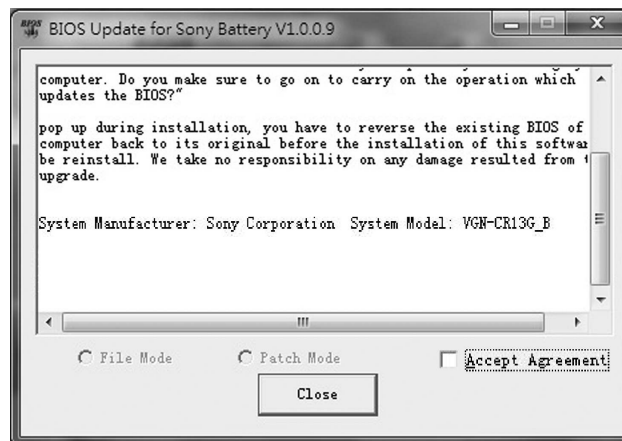 BIOS Update for Sony Battery V1.0.0.9
computer. Do you make sure to go on to carry on the operation which
updates the BIOS?"
pop up during installation, you have to reverse the existing BIOS of
computer back to its original before the installation of this softwa
be reinstall. We take no responsibility on any damage resulted from
upgrade.
System Manufacturer: Sony Corporation System Model: VGN-CR13G_B
File Mode
Patch Mode
Accept Agreement
Close